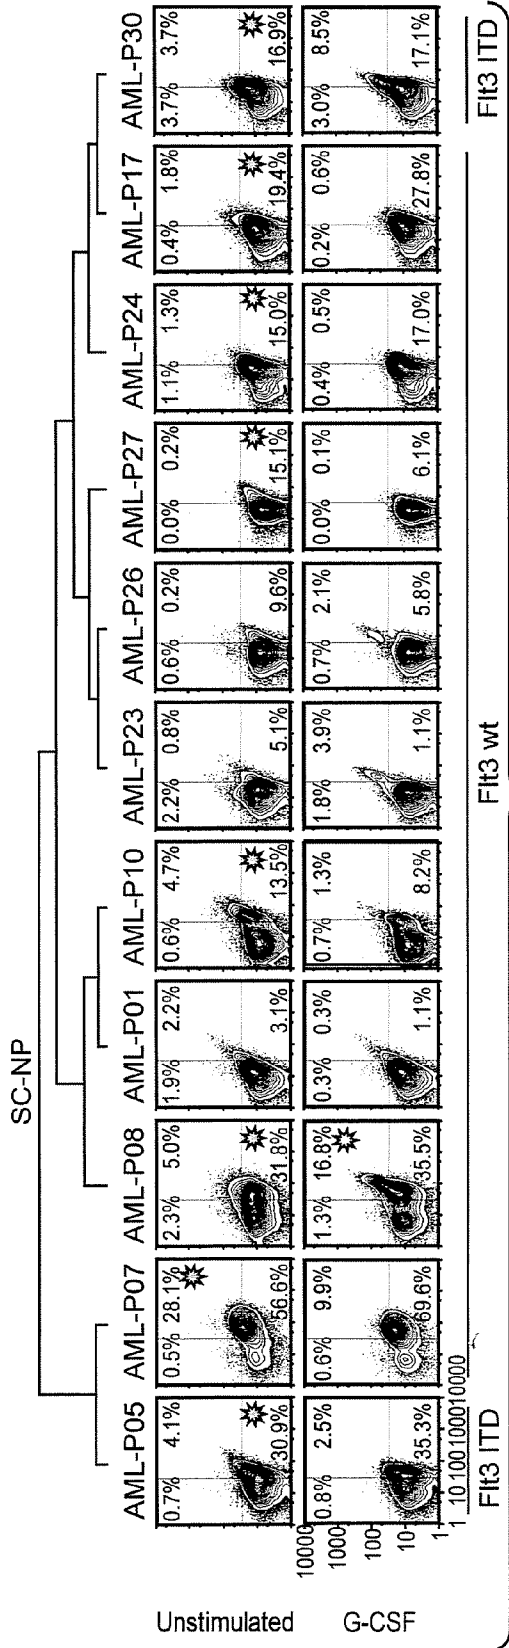 SC-NP
AML-P05 AML-P07 AML-P08 AML-P01 AML-P10 AML-P23 AML-P26 AML-P27 AML-P24 AML-P17 AML-P30
Unstimulated
0.7% 4.1% 0.5% 28.1% 2.3% 5.0% 1.9% 2.2% 0.6% 4.7% 2.2% 0.8% 0.6% 0.2% 0.0% 0.2% 1.1% 1.3% 0.4% 1.8% 3.7% 3.7%
30.9% 56.6% 31.8% 3.1% 13.5% 5.1% 9.6% 15.1% 15.0% 19.4% 16.9%
G-CSF
10000
1000
100
10
1
0.8% 2.5% 0.6% 9.9% 1.3% 16.8% 0.3% 0.3% 0.7% 1.3% 1.8% 3.9% 0.7% 2.1% 0.0% 0.1% 0.4% 0.5% 0.2% 0.6% 3.0% 8.5%
35.3% 69.6% 35.5% 1.1% 8.2% 1.1% 5.8% 6.1% 17.0% 27.8% 17.1%
1 10 100 1000 10000
Flt3 ITD Flt3 wt Flt3 ITD